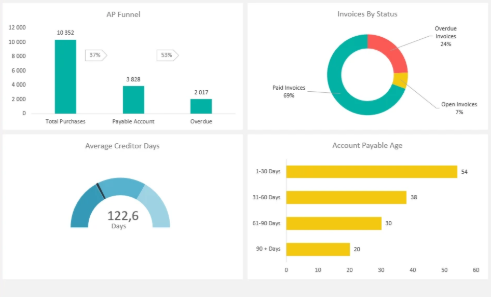 AP Funnel
12 000
10 000
8 000
6 000
4 000
2 000
0
10 352
37%
3 828
53%
2 017
Total Purchases
Payable Account
Overdue
Invoices By Status
Overdue
Invoices
24%
Paid Invoices
69%
Open Invoices
7%
Average Creditor Days
122,6
Days
Account Payable Age
1-30 Days
54
31-60 Days
38
61-90 Days
30
90 + Days
20
0
10
20
30
40
50
60